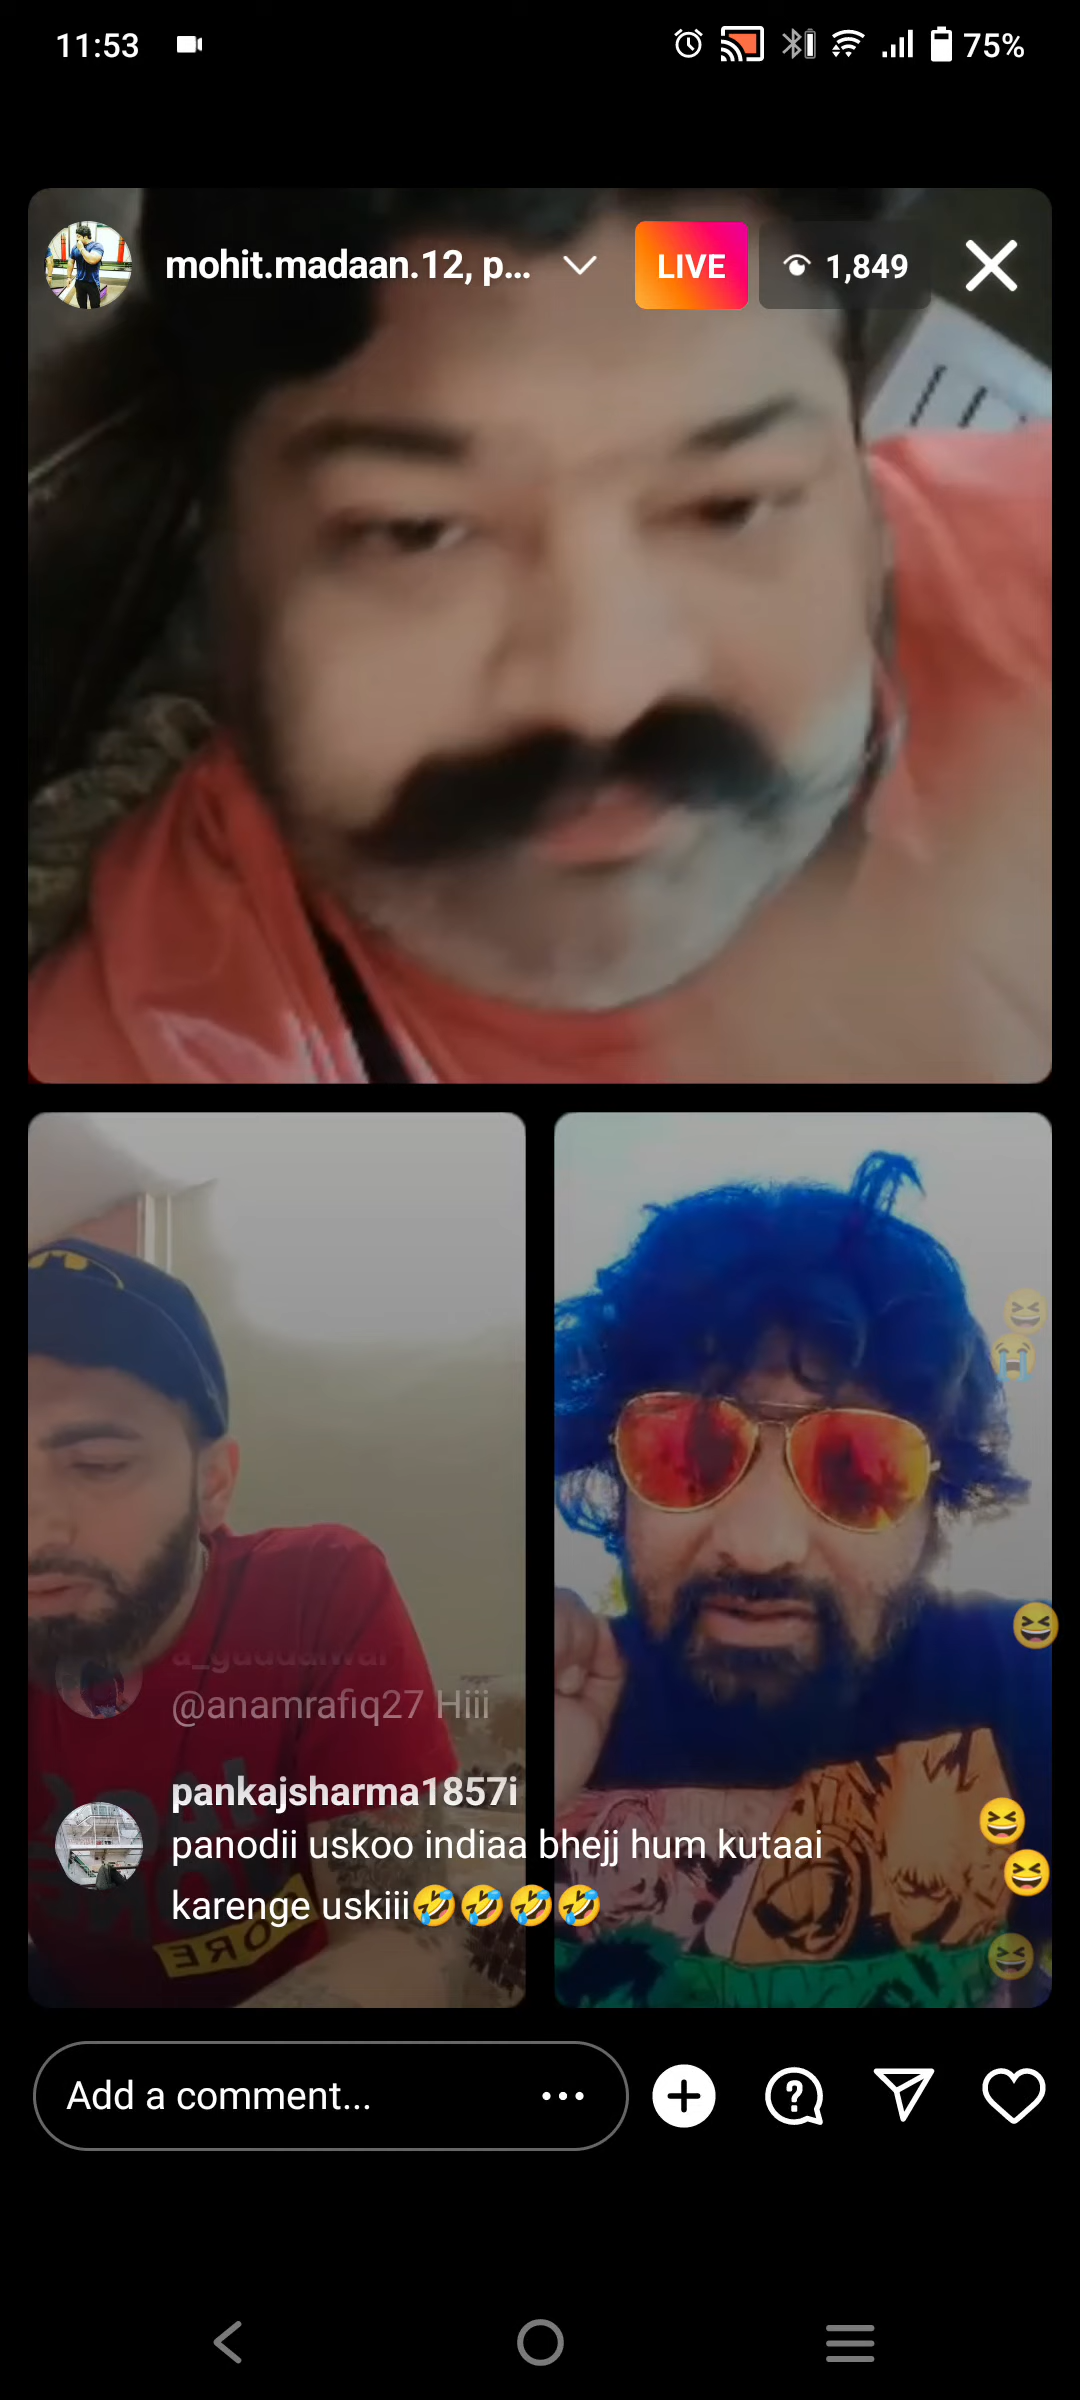 11:53 75%
mohit.madaan.12, p... LIVE 1,849
@anamrafiq27 Hiii
pankajsharma1857i
panodii uskoo indiaa bhejj hum kutaai
karenge uskiii🤣🤣🤣🤣
Add a comment...